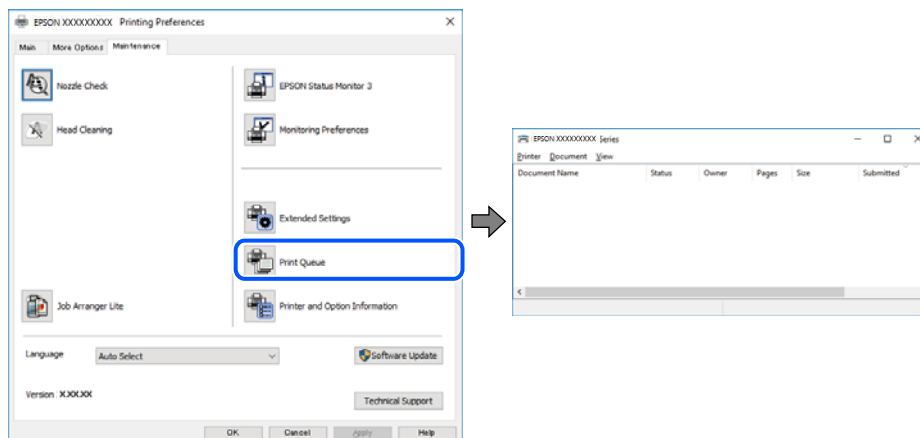 EPSON XXXXXXXXX Printing Preferences
Main More Options Maintenance
Nozzle Check
Head Cleaning
Job Arranger Lite
EPSON Status Monitor 3
Monitoring Preferences
Extended Settings
Print Queue
Printer and Option Information
Language Auto Select Software Update
Version X.XX.XX
Technical Support
OK Cancel Apply Help
EPSON XXXXXXXXX Series
Printer Document View
Document Name Status Owner Pages Size Submitted